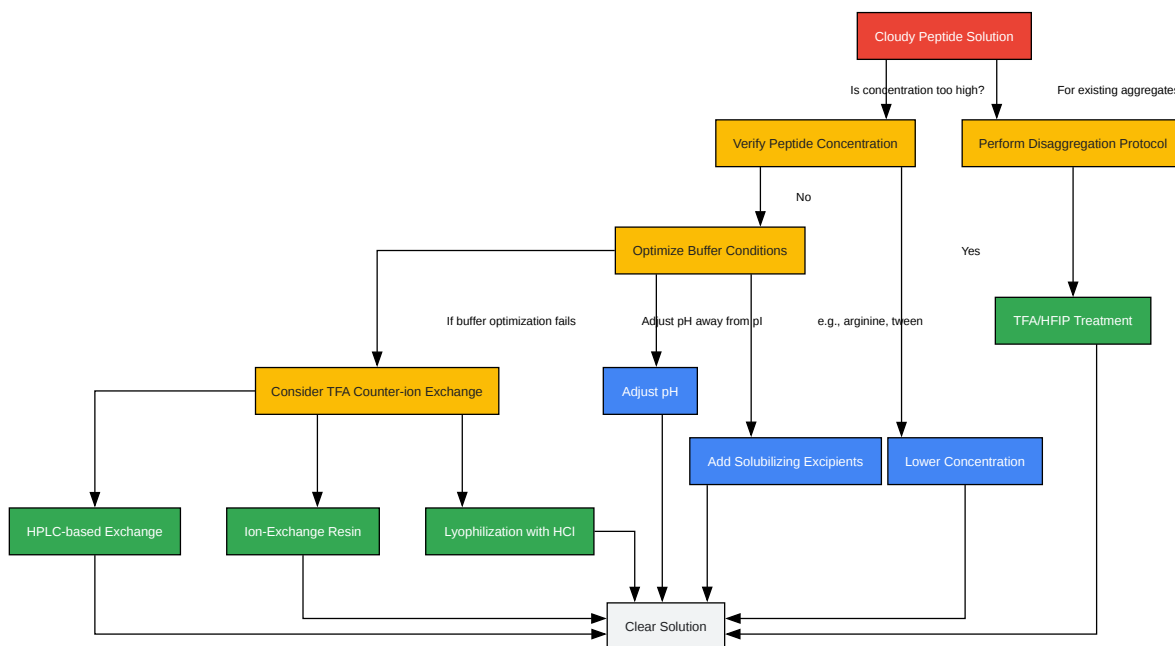 Cloudy Peptide Solution
Is concentration too high?
For existing aggregates
Verify Peptide Concentration
Perform Disaggregation Protocol
No
Optimize Buffer Conditions
Yes
TFA/HFIP Treatment
If buffer optimization fails
Adjust pH away from pI
e.g., arginine, tween
Consider TFA Counter-ion Exchange
Adjust pH
Add Solubilizing Excipients
Lower Concentration
HPLC-based Exchange
Ion-Exchange Resin
Lyophilization with HCl
Clear Solution